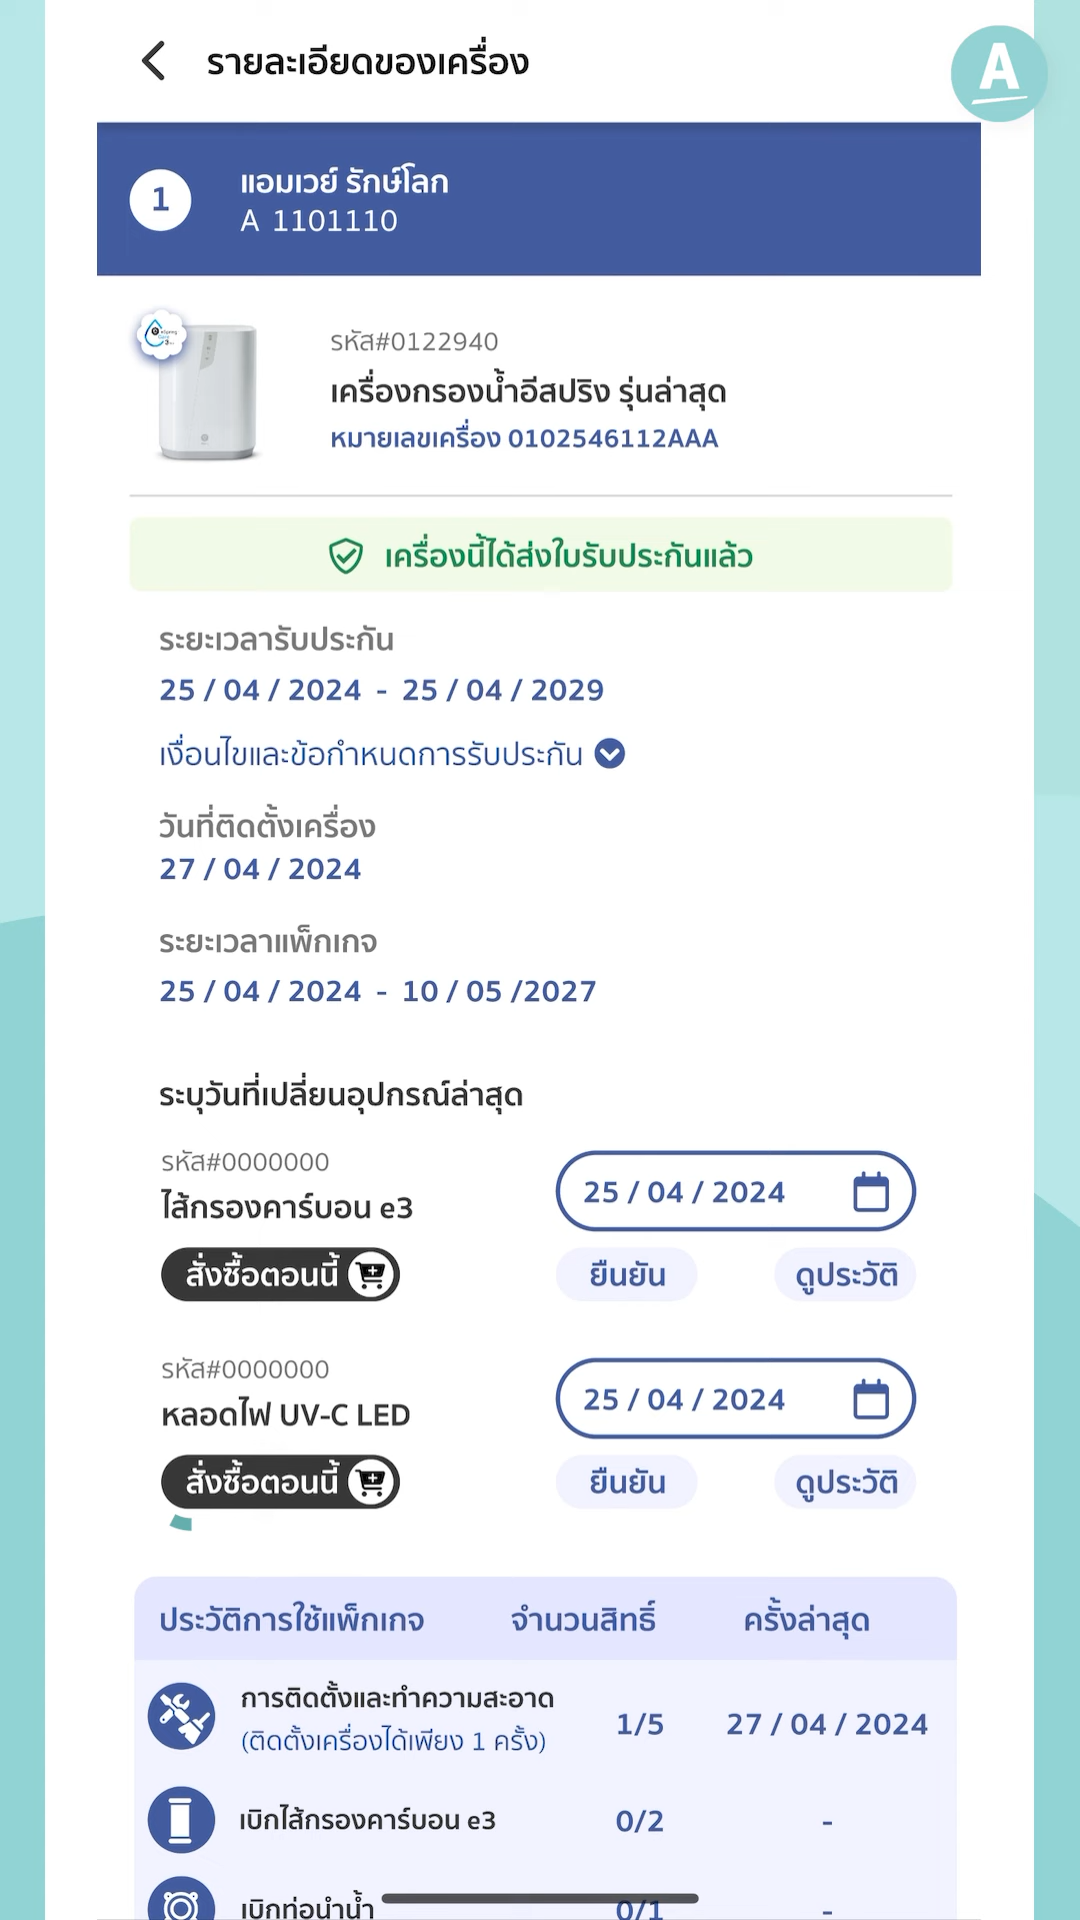 รายละเอียดของเครื่อง
A
1
แอมเวย์ รักษ์โลก
A 1101110
รหัส#0122940
เครื่องกรองน้ำอีสปริง รุ่นล่าสุด
หมายเลขเครื่อง 0102546112AAA
เครื่องนี้ได้ส่งใบรับประกันแล้ว
ระยะเวลารับประกัน
25 / 04 / 2024 - 25 / 04 / 2029
เงื่อนไขและข้อกำหนดการรับประกัน
วันที่ติดตั้งเครื่อง
27 / 04 / 2024
ระยะเวลาแพ็กเกจ
25 / 04 / 2024 - 10 / 05 /2027
ระบุวันที่เปลี่ยนอุปกรณ์ล่าสุด
รหัส#0000000
ไส้กรองคาร์บอน e3
25 / 04 / 2024
สั่งซื้อตอนนี้
ยืนยัน
ดูประวัติ
รหัส#0000000
หลอดไฟ UV-C LED
25 / 04 / 2024
สั่งซื้อตอนนี้
ยืนยัน
ดูประวัติ
ประวัติการใช้แพ็กเกจ จำนวนสิทธิ์ ครั้งล่าสุด
การติดตั้งและทำความสะอาด
(ติดตั้งเครื่องได้เพียง 1 ครั้ง)
1/5 27 / 04 / 2024
เบิกไส้กรองคาร์บอน e3 0/2 -
เบิกท่อนำน้ำ 0/1 -